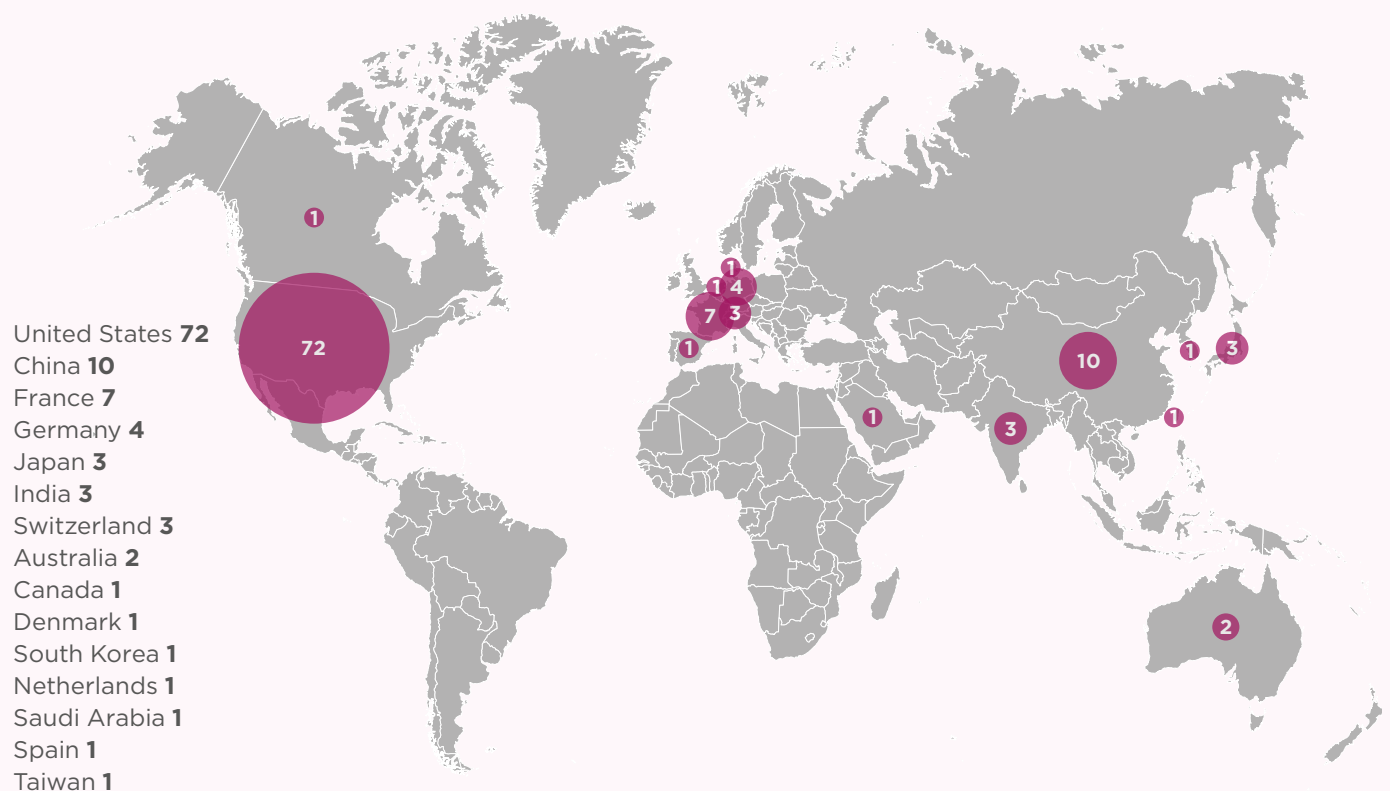 1
1
1
4
7
3
1
72
United States 72
China 10
France 7
Germany 4
Japan 3
India 3
Switzerland 3
Australia 2
Canada 1
Denmark 1
South Korea 1
Netherlands 1
Saudi Arabia 1
Spain 1
Taiwan 1
10
1
3
1
3
1
2